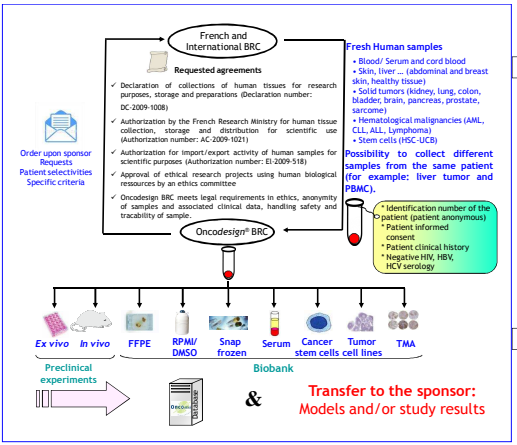 French and
International BRC
Requested agreements
✓ Declaration of collections of human tissues for research
purposes, storage and preparations (Declaration number:
DC-2009-1008)
✓ Authorization by the French Research Ministry for human tissue
collection, storage and distribution for scientific use
(Authorization number: AC-2009-1021)
✓ Authorization for import/export activity of human samples for
scientific purposes (Authorization number: EI-2009-518)
✓ Approval of ethical research projects using human biological
ressources by an ethics committee
✓ Oncodesign BRC meets legal requirements in ethics, anonymity
of samples and associated clinical data, handling safety and
tracability of sample.
Oncodesign® BRC
Order upon sponsor
Requests
Patient selectivities
Specific criteria
Fresh Human samples
• Blood/ Serum and cord blood
• Skin, liver … (abdominal and breast
skin, healthy tissue)
• Solid tumors (kidney, lung, colon,
bladder, brain, pancreas, prostate,
sarcome)
• Hematological malignancies (AML,
CLL, ALL, Lymphoma)
• Stem cells (HSC-UCB)
Possibility to collect different
samples from the same patient
(for example: liver tumor and
PBMC).
* Identification number of the
patient (patient anonymous)
* Patient informed
consent
* Patient clinical history
* Negative HIV, HBV,
HCV serology
Ex vivo
In vivo
FFPE
RPMI/
DMSO
Snap
frozen
Serum
Cancer
stem cells
Tumor
cell lines
TMA
Preclinical
experiments
Biobank
Database
&
Transfer to the sponsor:
Models and/or study results